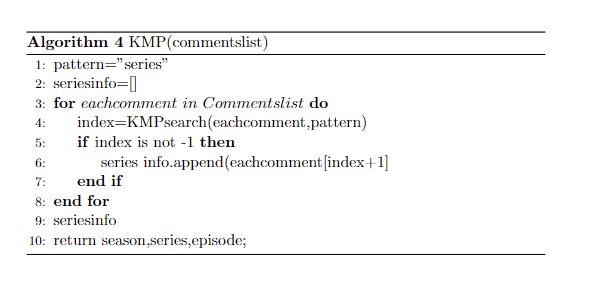 Algorithm 4 KMP(commentslist)
1: pattern=”series”
2: seriesinfo=[]
3: for eachcomment in Commentslist do
4: index=KMPsearch(eachcomment,pattern)
5: if index is not -1 then
6: series info.append(eachcomment[index+1]
7: end if
8: end for
9: seriesinfo
10: return season,series,episode;